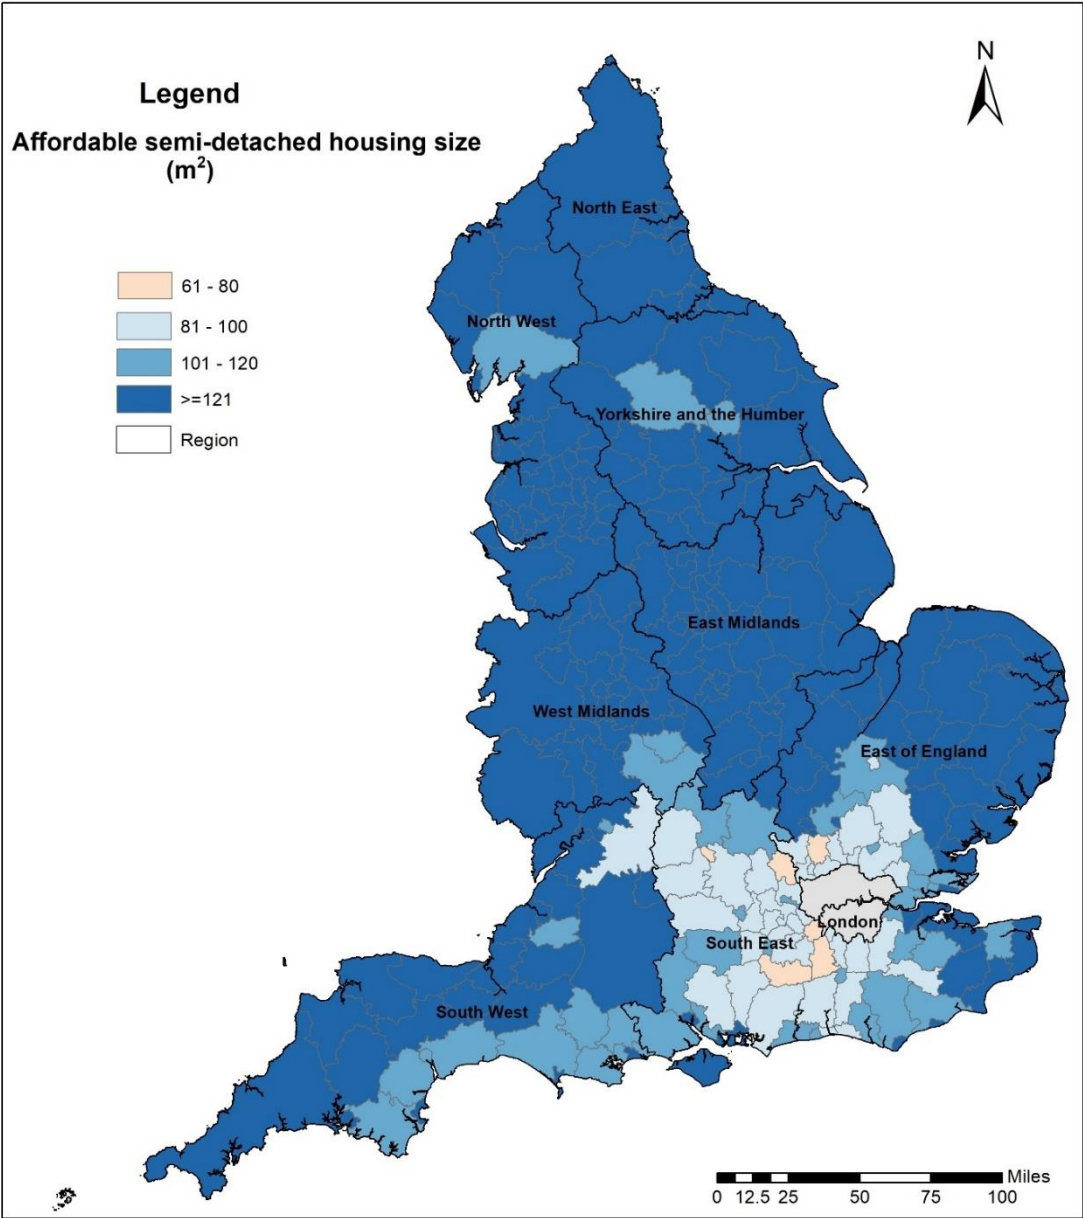 N
Legend
Affordable semi-detached housing size
(m²)
61 - 80
81 - 100
101 - 120
>=121
Region
North East
North West
Yorkshire and the Humber
East Midlands
West Midlands
East of England
London
South East
South West
Miles
0 12.5 25 50 75 100